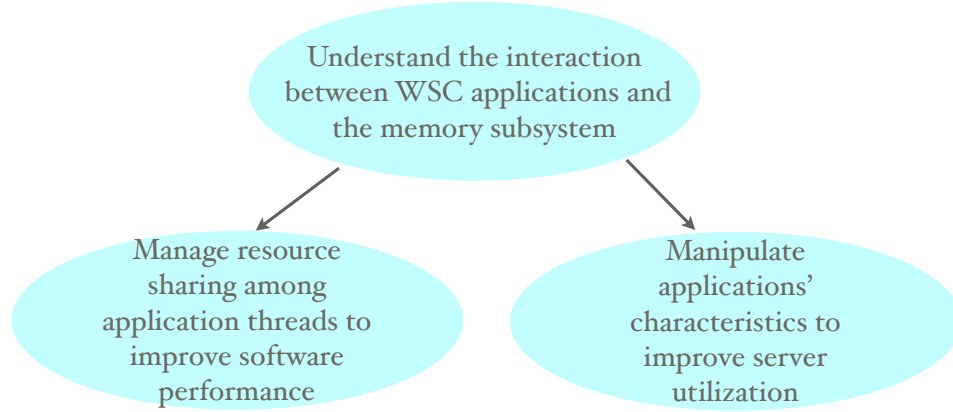 Understand the interaction
between WSC applications and
the memory subsystem
Manage resource
sharing among
application threads to
improve software
performance
Manipulate
applications’
characteristics to
improve server
utilization